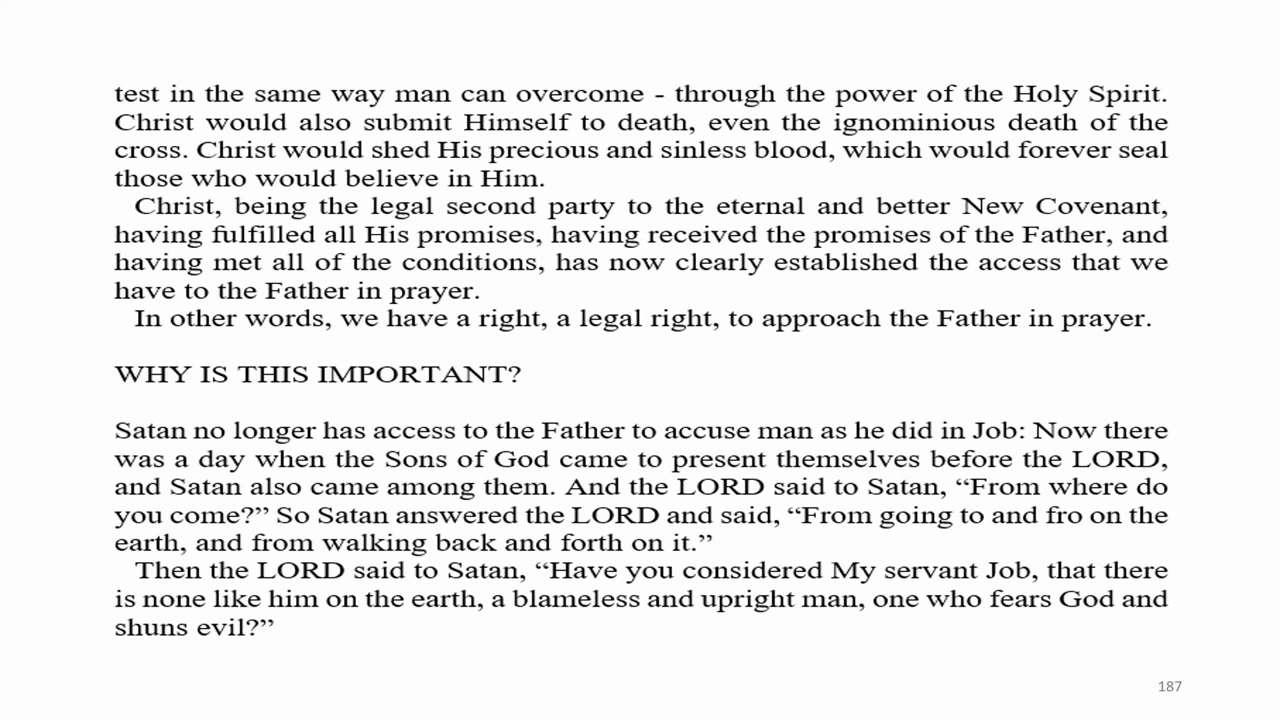 test in the same way man can overcome - through the power of the Holy Spirit.
Christ would also submit Himself to death, even the ignominious death of the
cross. Christ would shed His precious and sinless blood, which would forever seal
those who would believe in Him.
Christ, being the legal second party to the eternal and better New Covenant,
having fulfilled all His promises, having received the promises of the Father, and
having met all of the conditions, has now clearly established the access that we
have to the Father in prayer.
In other words, we have a right, a legal right, to approach the Father in prayer.
WHY IS THIS IMPORTANT?
Satan no longer has access to the Father to accuse man as he did in Job: Now there
was a day when the Sons of God came to present themselves before the LORD,
and Satan also came among them. And the LORD said to Satan, “From where do
you come?” So Satan answered the LORD and said, “From going to and fro on the
earth, and from walking back and forth on it.”
Then the LORD said to Satan, “Have you considered My servant Job, that there
is none like him on the earth, a blameless and upright man, one who fears God and
shuns evil?”
187